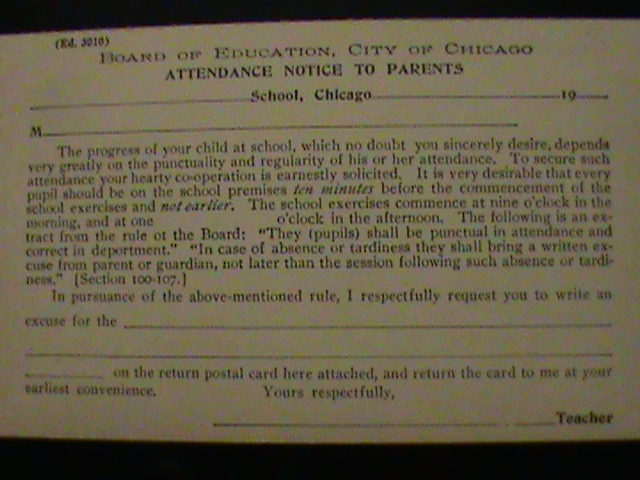 (Ed. 3010)
BOARD OF EDUCATION, CITY OF CHICAGO
ATTENDANCE NOTICE TO PARENTS
School, Chicago 19
M
The progress of your child at school, which no doubt you sincerely desire, depends
very greatly on the punctuality and regularity of his or her attendance. To secure such
attendance your hearty co-operation is earnestly solicited. It is very desirable that every
pupil should be on the school premises ten minutes before the commencement of the
school exercises and not earlier. The school exercises commence at nine o'clock in the
morning, and at one o'clock in the afternoon. The following is an ex-
tract from the rule of the Board: "They (pupils) shall be punctual in attendance and
correct in deportment." "In case of absence or tardiness they shall bring a written ex-
cuse from parent or guardian, not later than the session following such absence or tardi-
ness." [Section 100-107.]
In pursuance of the above-mentioned rule, I respectfully request you to write an
excuse for the
on the return postal card here attached, and return the card to me at your
earliest convenience. Yours respectfully,
Teacher